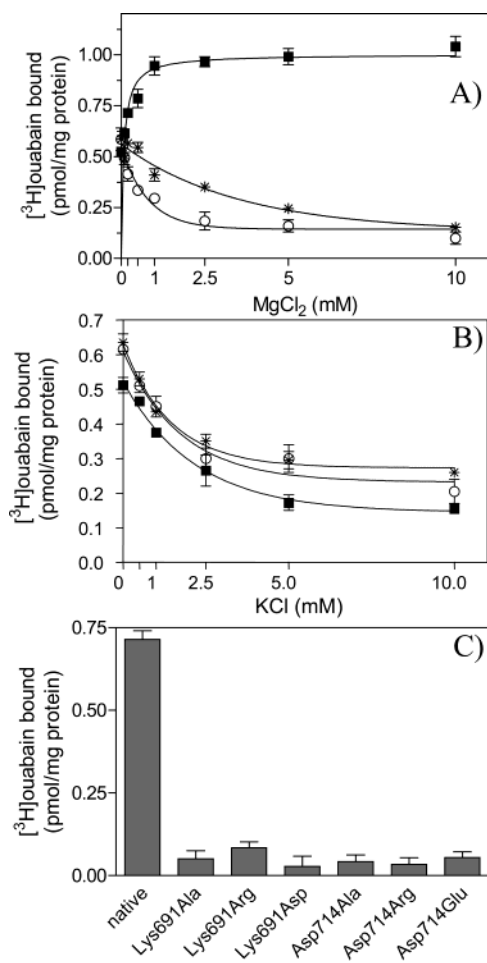 A)
[³H]ouabain bound
(pmol/mg protein)
1.00
0.75
0.50
0.25
0.00
0 1 2.5 5 10
MgCl₂ (mM)
B)
[³H]ouabain bound
(pmol/mg protein)
0.7
0.6
0.5
0.4
0.3
0.2
0.1
0.0
0 1 2.5 5.0 10.0
KCl (mM)
C)
[³H]ouabain bound
(pmol/mg protein)
0.75
0.50
0.25
0.00
native
Lys691Ala
Lys691Arg
Lys691Asp
Asp714Ala
Asp714Arg
Asp714Glu